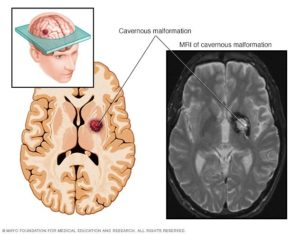 Cavernous malformation
MRI of cavernous malformation
© MAYO FOUNDATION FOR MEDICAL EDUCATION AND RESEARCH. ALL RIGHTS RESERVED.